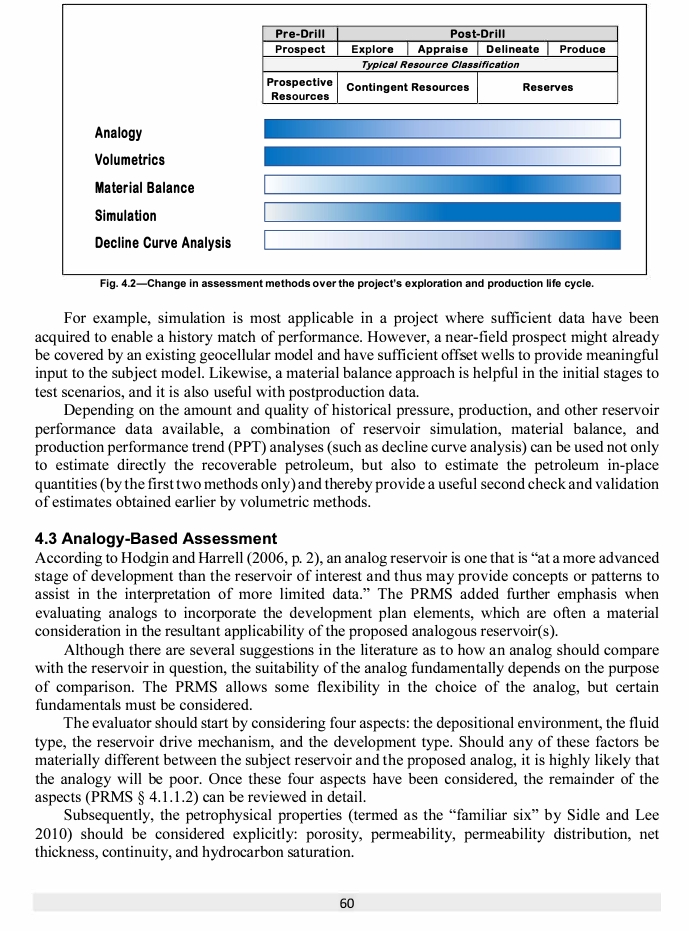 Pre-Drill Post-Drill
Prospect Explore Appraise Delineate Produce
Typical Resource Classification
Prospective Resources Contingent Resources Reserves
Analogy
Volumetrics
Material Balance
Simulation
Decline Curve Analysis
Fig. 4.2—Change in assessment methods over the project's exploration and production life cycle.
For example, simulation is most applicable in a project where sufficient data have been
acquired to enable a history match of performance. However, a near-field prospect might already
be covered by an existing geocellular model and have sufficient offset wells to provide meaningful
input to the subject model. Likewise, a material balance approach is helpful in the initial stages to
test scenarios, and it is also useful with postproduction data.
Depending on the amount and quality of historical pressure, production, and other reservoir
performance data available, a combination of reservoir simulation, material balance, and
production performance trend (PPT) analyses (such as decline curve analysis) can be used not only
to estimate directly the recoverable petroleum, but also to estimate the petroleum in-place
quantities (by the first two methods only) and thereby provide a useful second check and validation
of estimates obtained earlier by volumetric methods.
4.3 Analogy-Based Assessment
According to Hodgin and Harrell (2006, p. 2), an analog reservoir is one that is “at a more advanced
stage of development than the reservoir of interest and thus may provide concepts or patterns to
assist in the interpretation of more limited data.” The PRMS added further emphasis when
evaluating analogs to incorporate the development plan elements, which are often a material
consideration in the resultant applicability of the proposed analogous reservoir(s).
Although there are several suggestions in the literature as to how an analog should compare
with the reservoir in question, the suitability of the analog fundamentally depends on the purpose
of comparison. The PRMS allows some flexibility in the choice of the analog, but certain
fundamentals must be considered.
The evaluator should start by considering four aspects: the depositional environment, the fluid
type, the reservoir drive mechanism, and the development type. Should any of these factors be
materially different between the subject reservoir and the proposed analog, it is highly likely that
the analogy will be poor. Once these four aspects have been considered, the remainder of the
aspects (PRMS § 4.1.1.2) can be reviewed in detail.
Subsequently, the petrophysical properties (termed as the “familiar six” by Sidle and Lee
2010) should be considered explicitly: porosity, permeability, permeability distribution, net
thickness, continuity, and hydrocarbon saturation.
60